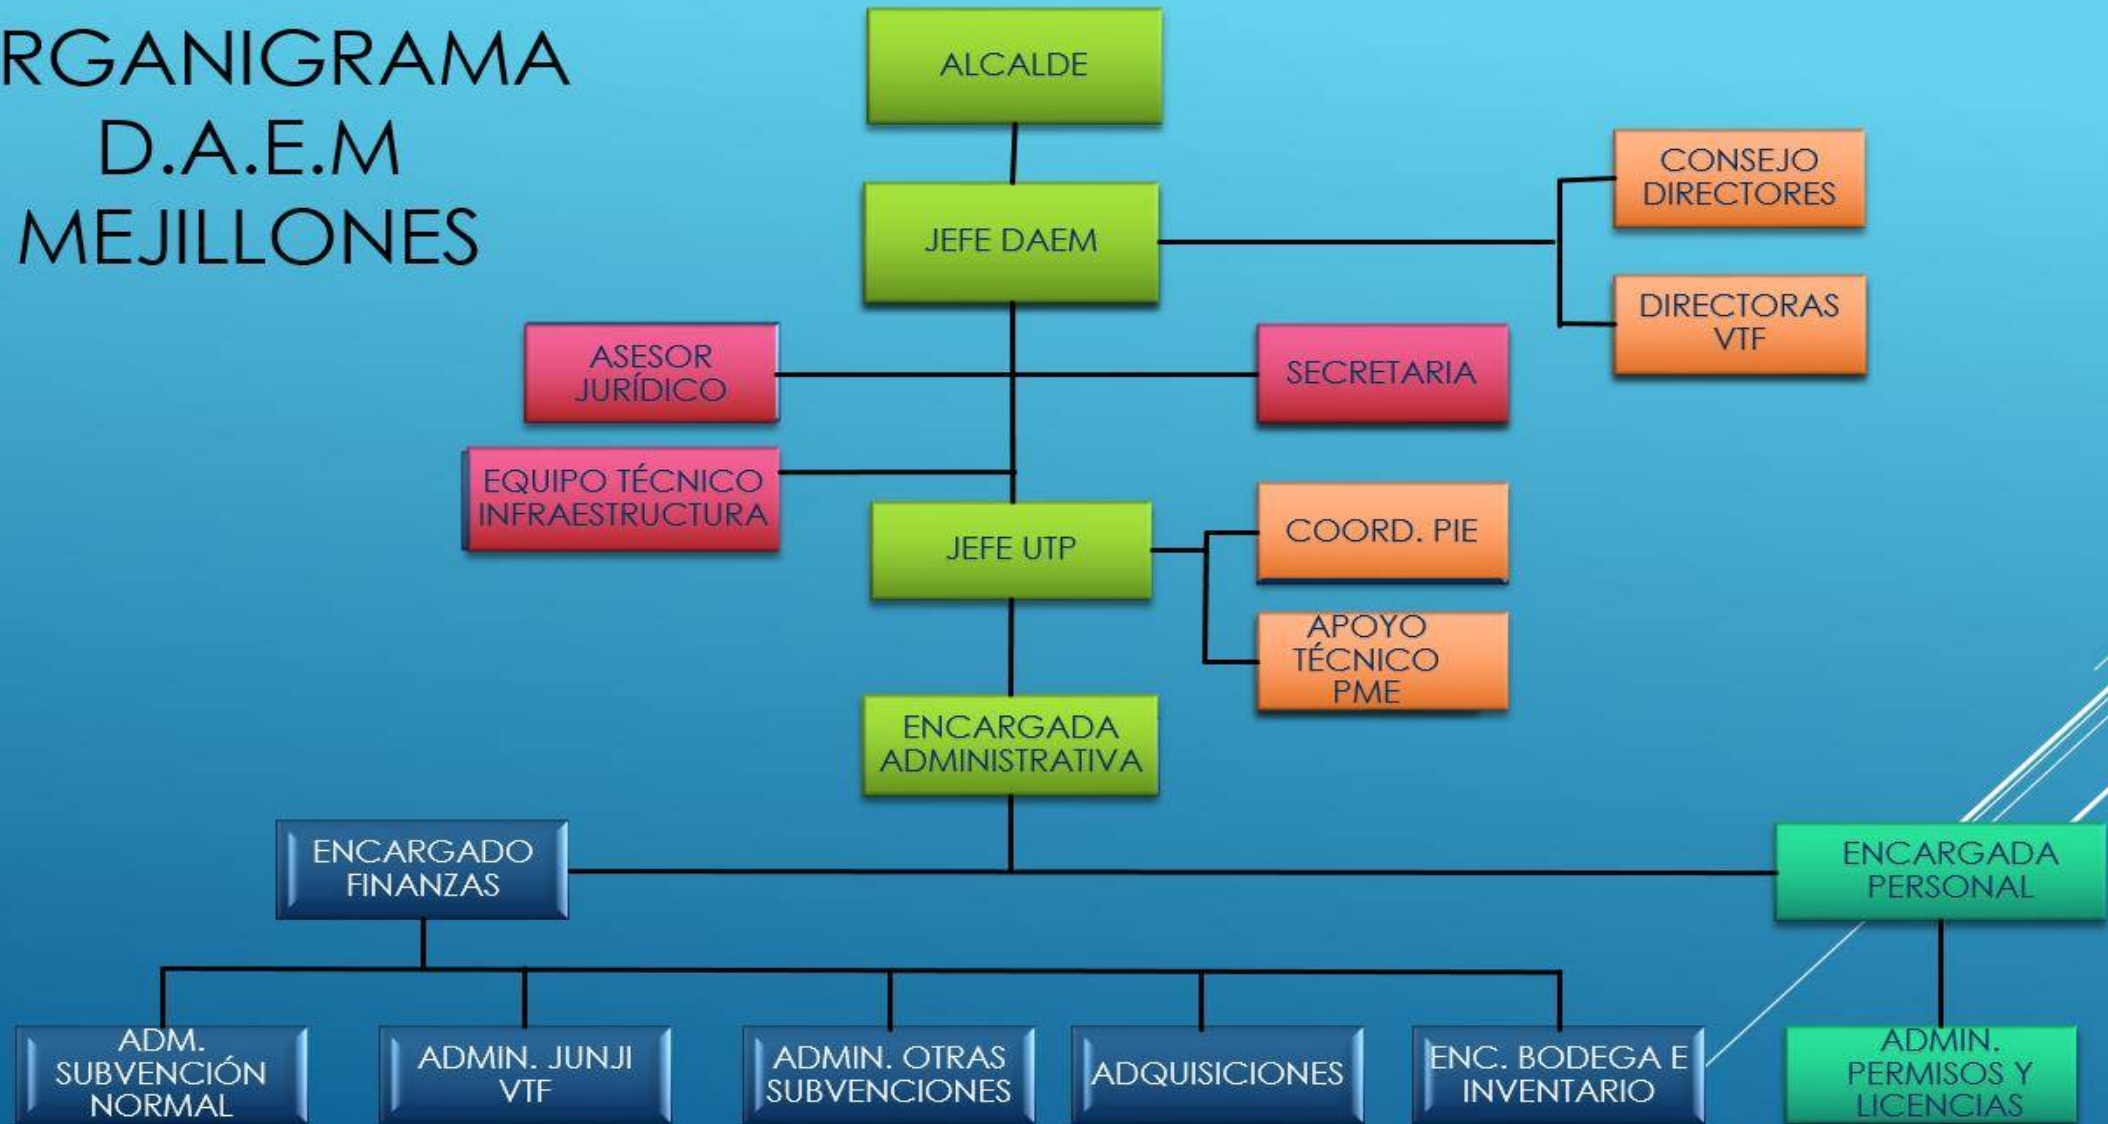 RGANIGRAMA
D.A.E.M
MEJILLONES
ALCALDE
JEFE DAEM
CONSEJO
DIRECTORES
DIRECTORAS
VTF
ASESOR
JURÍDICO
SECRETARIA
EQUIPO TÉCNICO
INFRAESTRUCTURA
JEFE UTP
COORD. PIE
APOYO
TÉCNICO
PME
ENCARGADA
ADMINISTRATIVA
ENCARGADO
FINANZAS
ENCARGADA
PERSONAL
ADM.
SUBVENCIÓN
NORMAL
ADMIN. JUNJI
VTF
ADMIN. OTRAS
SUBVENCIONES
ADQUISICIONES
ENC. BODEGA E
INVENTARIO
ADMIN.
PERMISOS Y
LICENCIAS